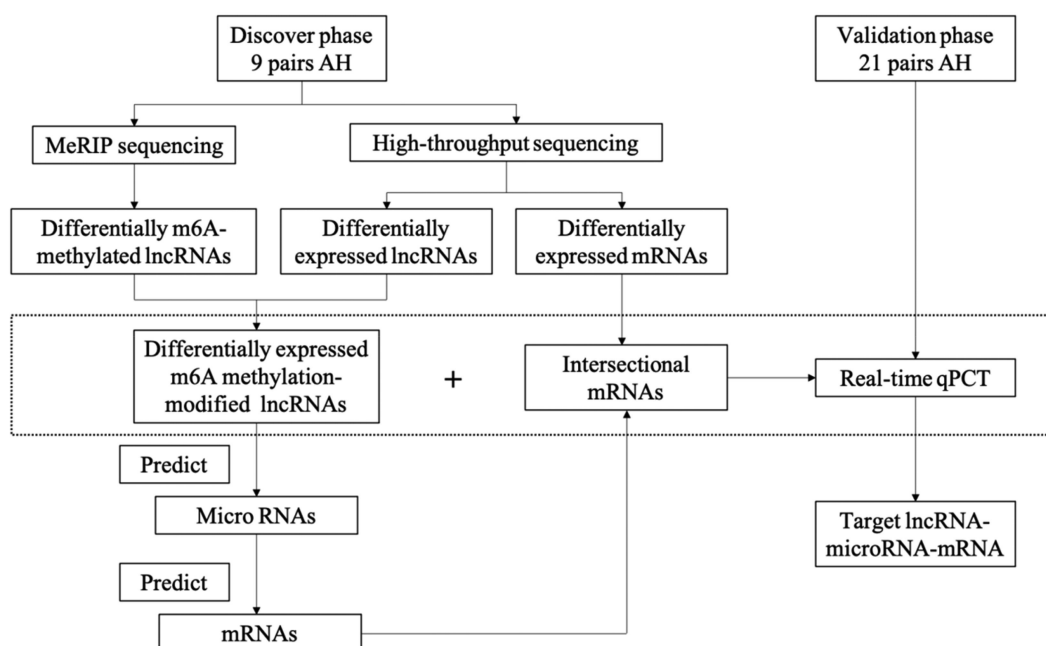 Discover phase
9 pairs AH
Validation phase
21 pairs AH
MeRIP sequencing
High-throughput sequencing
Differentially m6A-
methylated lncRNAs
Differentially
expressed lncRNAs
Differentially
expressed mRNAs
Differentially expressed
m6A methylation-
modified lncRNAs
+
Intersectional
mRNAs
Real-time qPCT
Predict
Micro RNAs
Target lncRNA-
microRNA-mRNA
Predict
mRNAs